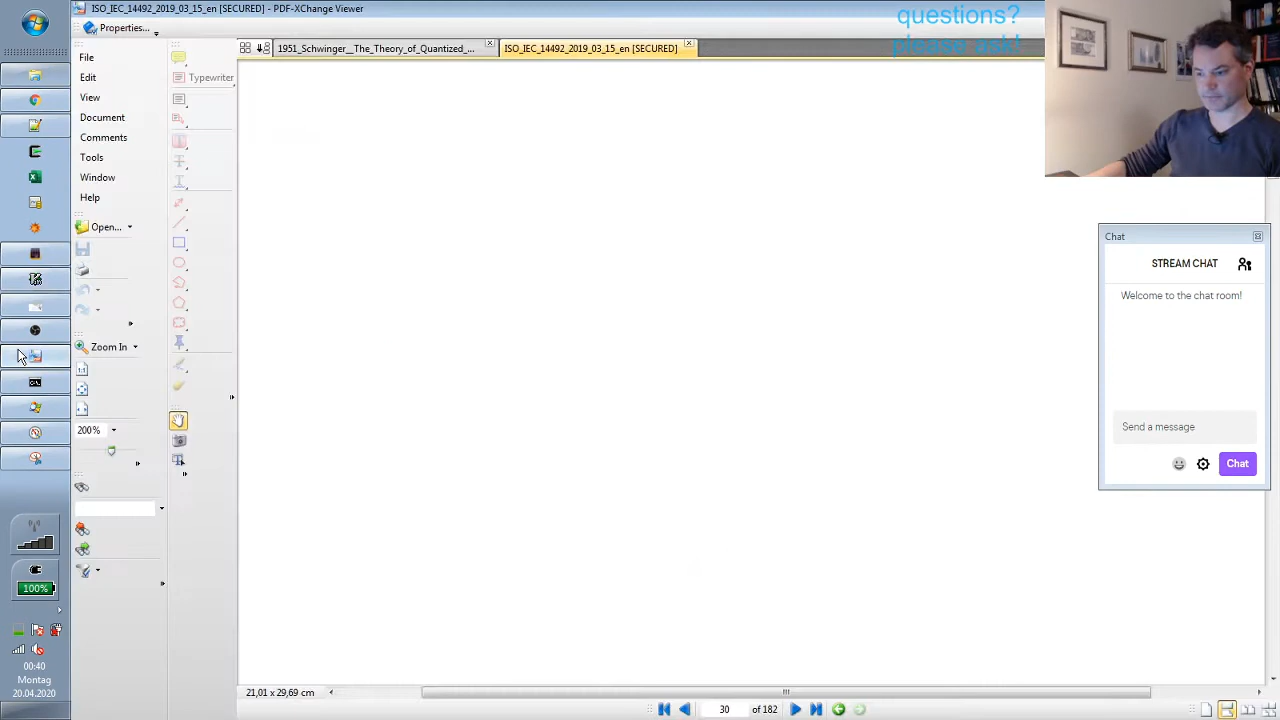 ISO_IEC_14492_2019_03_15_en [SECURED] - PDF-XChange Viewer
Properties...
File
Edit
View
Document
Comments
Tools
Window
Help
Open...
Zoom In
1:1
200%
Typewriter
1951_Schwinger__The_Theory_of_Quantized_...
ISO_IEC_14492_2019_03_15_en [SECURED]
questions?
please ask!
Chat
STREAM CHAT
Welcome to the chat room!
Send a message
Chat
100%
00:40
Montag
20.04.2020
21,01 x 29,69 cm
30 of 182